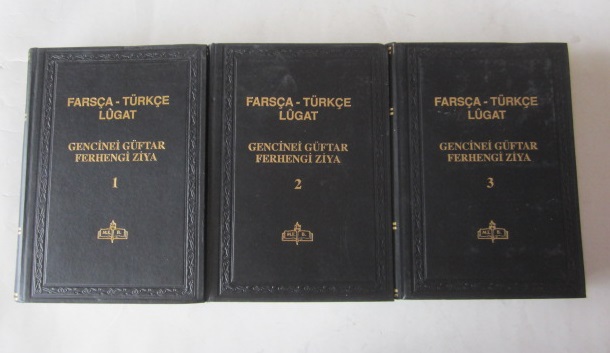 FARSÇA - TÜRKÇE
LÛGAT
GENCİNEİ GÜFTAR
FERHENGİ ZİYA
1
M.E. B.
FARSÇA - TÜRKÇE
LÛGAT
GENCİNEİ GÜFTAR
FERHENGİ ZİYA
2
M.E. B.
FARSÇA - TÜRKÇE
LÛGAT
GENCİNEİ GÜFTAR
FERHENGİ ZİYA
3
M.E. B.